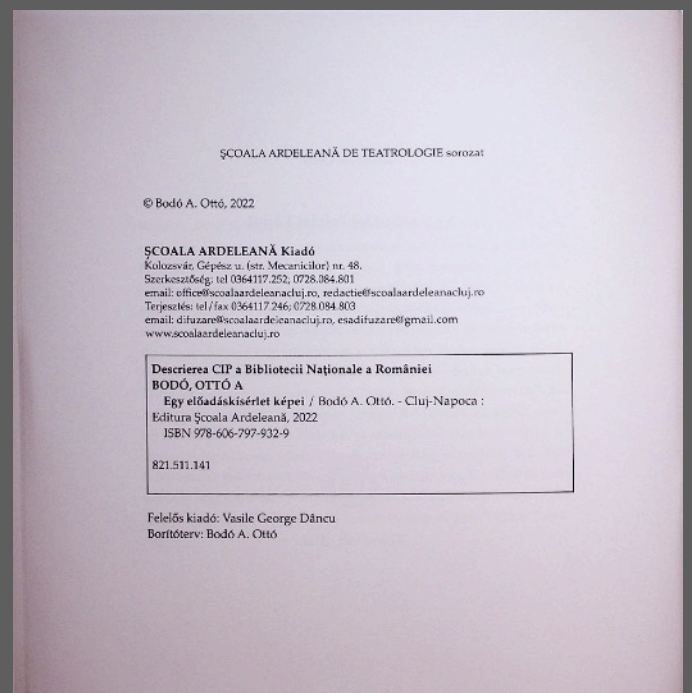 ŞCOALA ARDELEANĂ DE TEATROLOGIE sorozat
© Bodó A. Ottó, 2022
ŞCOALA ARDELEANĂ Kiadó
Kolozsvár, Gépész u. (str. Mecanicilor) nr. 48.
Szerkesztőség: tel 0364117.252; 0728.084.801
email: office@scoalaardeleanacluj.ro, redactie@scoalaardeleanacluj.ro
Terjesztés: tel/fax 0364117.246; 0728.084.803
email: difuzare@scoalaardeleanacluj.ro, esadifuzare@gmail.com
www.scoalaardeleanacluj.ro
Descrierea CIP a Bibliotecii Naţionale a României
BODÓ, OTTÓ A
Egy előadáskísérlet képei / Bodó A. Ottó. - Cluj-Napoca :
Editura Şcoala Ardeleană, 2022
ISBN 978-606-797-932-9
821.511.141
Felelős kiadó: Vasile George Dâncu
Borítóterv: Bodó A. Ottó